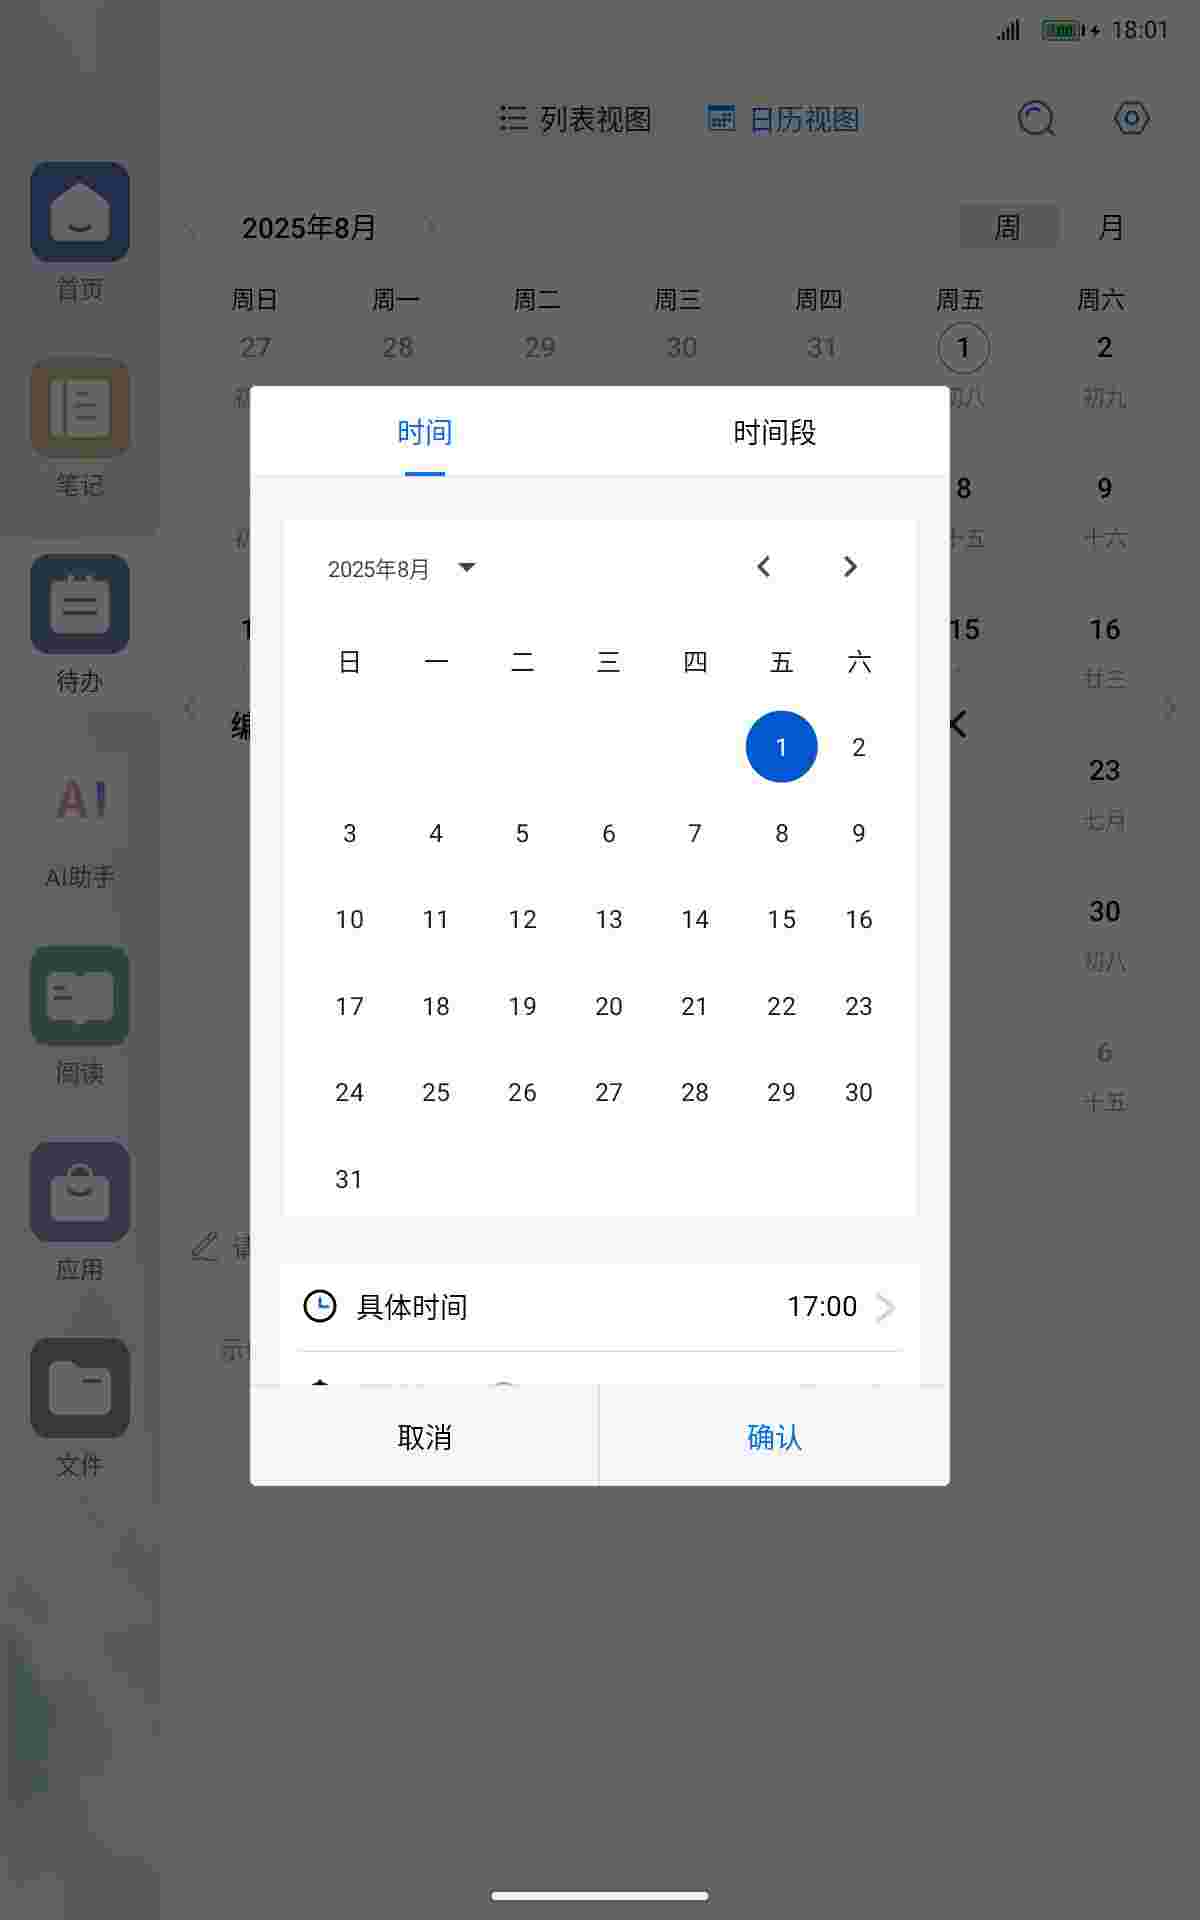 18:01
列表视图 日历视图
首页
笔记
待办
AI
AI助手
阅读
应用
文件
2025年8月
周 月
周日 周一 周二 周三 周四 周五 周六
27 28 29 30 31 1 2
初八 初九
8 9
十五 十六
15 16
廿三
23
七月
30
初八
6
十五
时间 时间段
2025年8月
日 一 二 三 四 五 六
1 2
3 4 5 6 7 8 9
10 11 12 13 14 15 16
17 18 19 20 21 22 23
24 25 26 27 28 29 30
31
具体时间 17:00
取消 确认